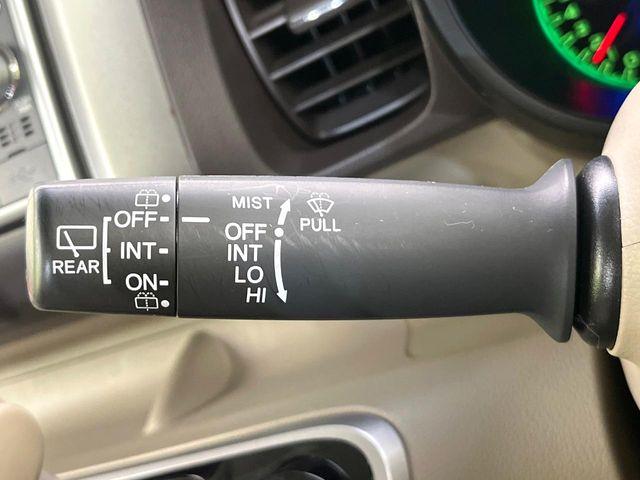 REAR
OFF
INT
ON
MIST
OFF
INT
LO
HI
PULL